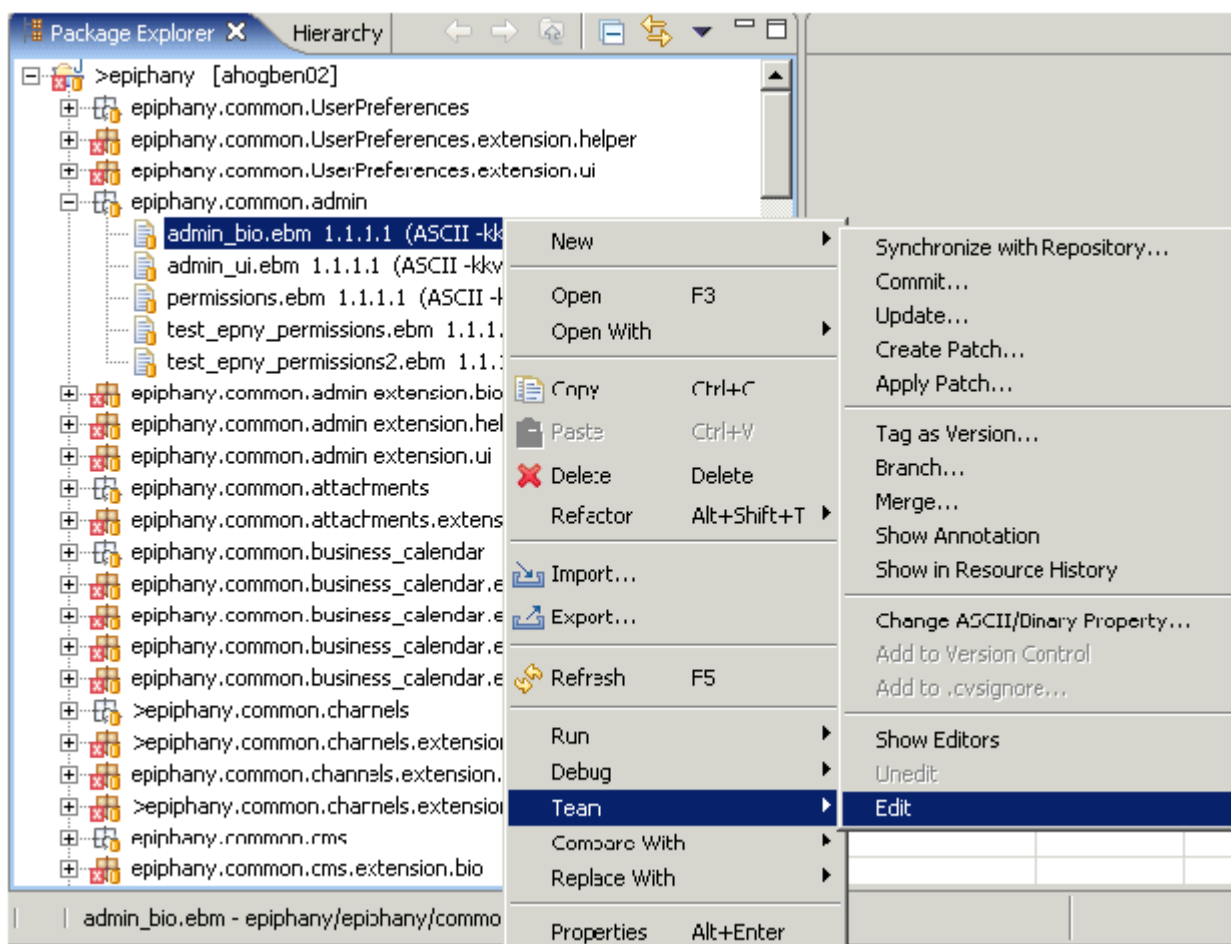 Package Explorer Hierarchy
>epiphany [ahogben02]
epiphany.common.UserPreferences
epiphany.common.UserPreferences.extension.helper
epiphany.common.UserPreferences.extension.ui
epiphany.common.admin
admin_bio.ebm 1.1.1.1 (ASCII -kk
admin_ui.ebm 1.1.1.1 (ASCII -kkv
permissions.ebm 1.1.1.1 (ASCII -k
test_epny_permissions.ebm 1.1.1.
test_epny_permissions2.ebm 1.1.1
epiphany.common.admin extension.bio
epiphany.common.admin extension.hel
epiphany.common.admin extension.ui
epiphany.common.attachments
epiphany.common.attachments.extens
epiphany.common.business_calendar
epiphany.common.business_calendar.e
epiphany.common.business_calendar.e
epiphany.common.business_calendar.e
epiphany.common.business_calendar.e
>epiphany.common.channels
>epiphany.common.channels.extension
epiphany.common.channels.extension.
>epiphany.common.channels.extension
epiphany.common.cms
epiphany.common.cms.extension.bio
admin_bio.ebm - epiphany/epiphany/commo
New
Open F3
Open With
Copy Ctrl+C
Paste Ctrl+V
Delete Delete
Refactor Alt+Shift+T
Import...
Export...
Refresh F5
Run
Debug
Team
Compare With
Replace With
Properties Alt+Enter
Synchronize with Repository...
Commit...
Update...
Create Patch...
Apply Patch...
Tag as Version...
Branch...
Merge...
Show Annotation
Show in Resource History
Change ASCII/Binary Property...
Add to Version Control
Add to .cvsignore...
Show Editors
Unedit
Edit